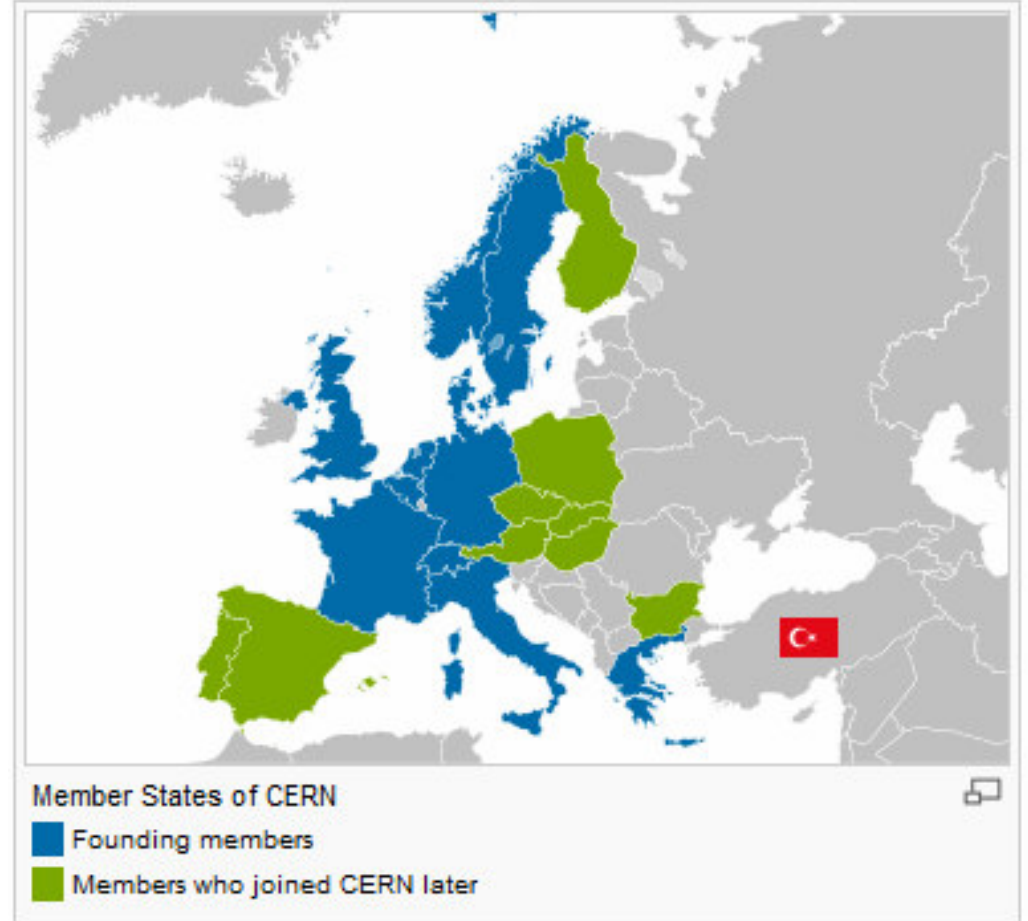 Member States of CERN
Founding members
Members who joined CERN later